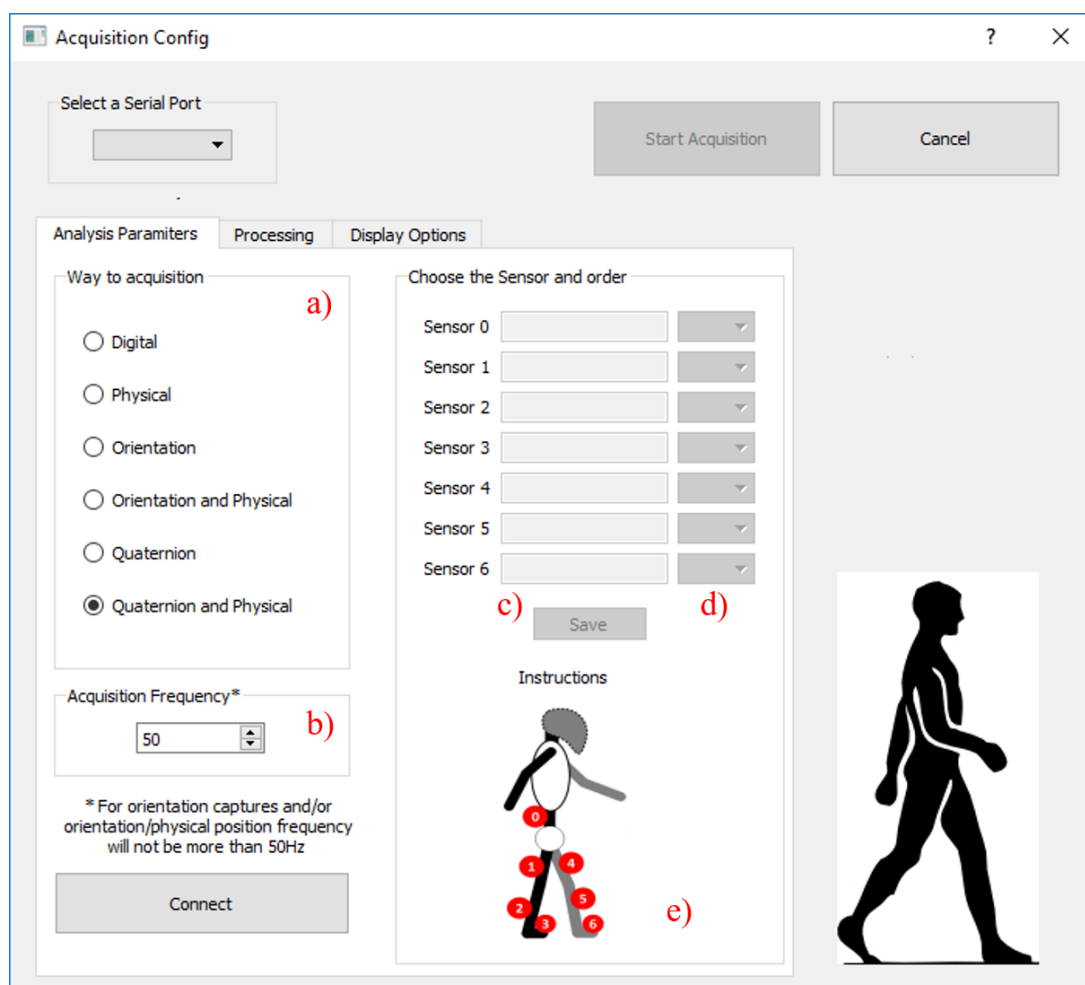 Acquisition Config
?
Select a Serial Port
Start Acquisition
Cancel
Analysis Paramiters
Processing
Display Options
Way to acquisition
a)
Digital
Physical
Orientation
Orientation and Physical
Quaternion
Quaternion and Physical
Acquisition Frequency*
b)
50
* For orientation captures and/or
orientation/physical position frequency
will not be more than 50Hz
Connect
Choose the Sensor and order
Sensor 0
Sensor 1
Sensor 2
Sensor 3
Sensor 4
Sensor 5
Sensor 6
c)
d)
Save
Instructions
0
1
4
2
5
3
6
e)